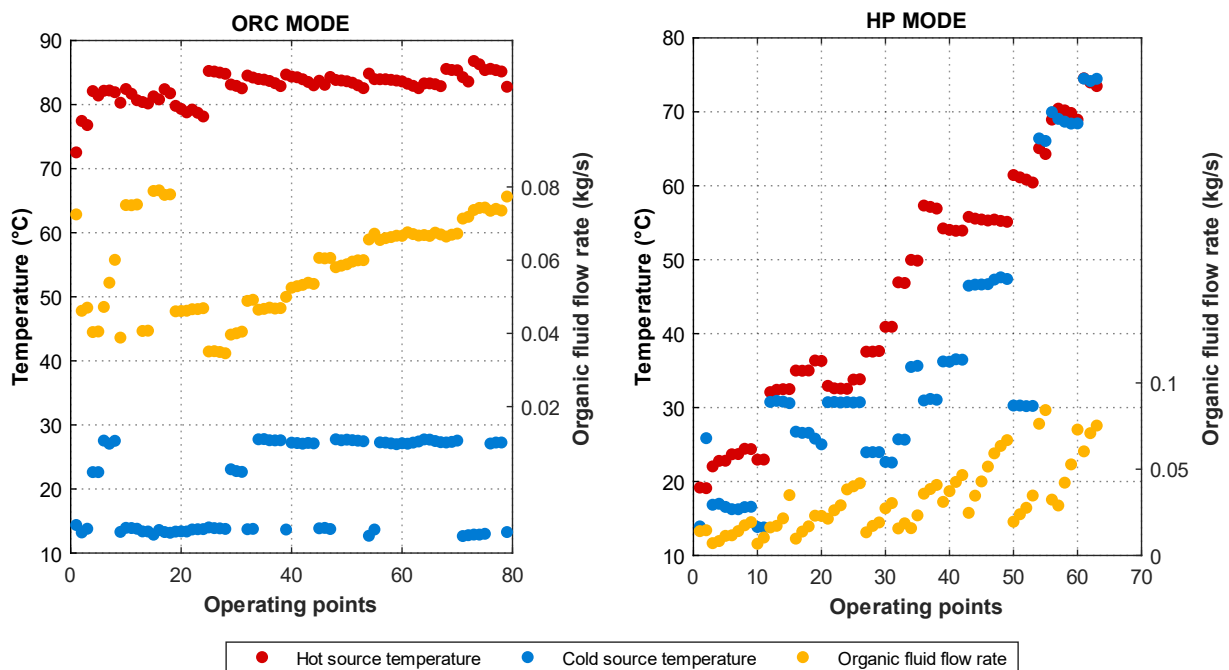 ORC MODE
90
80
70
60
50
40
30
20
10
Temperature (°C)
0.08
0.06
0.04
0.02
Organic fluid flow rate (kg/s)
0 20 40 60 80
Operating points
HP MODE
80
70
60
50
40
30
20
10
Temperature (°C)
0.1
0.05
0
Organic fluid flow rate (kg/s)
0 10 20 30 40 50 60 70
Operating points
Hot source temperature Cold source temperature Organic fluid flow rate